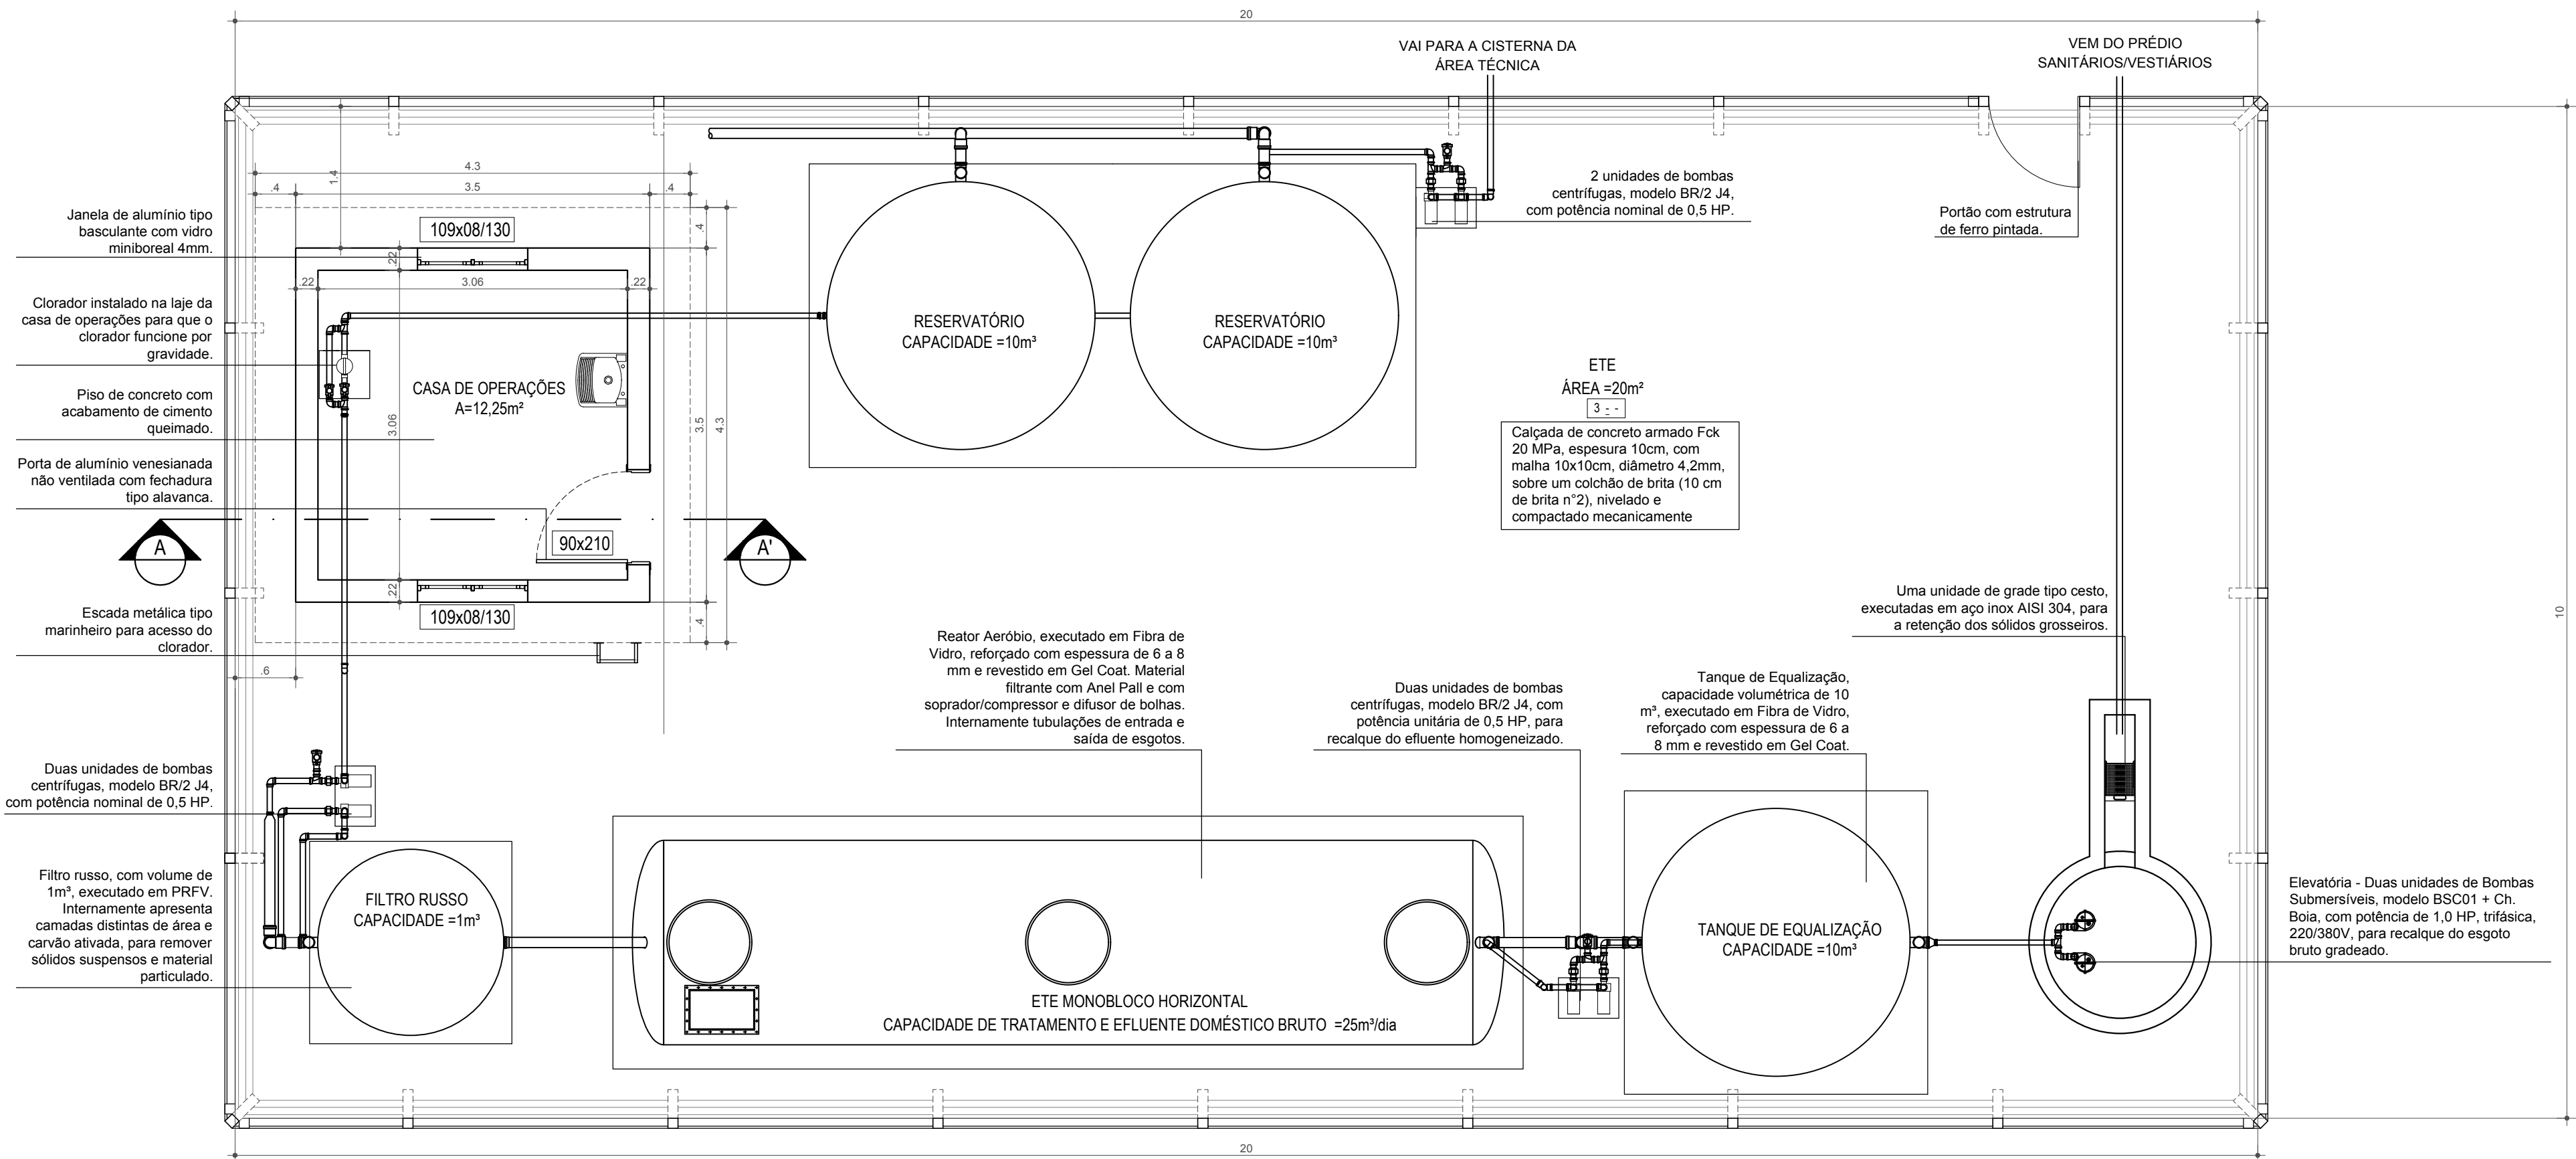 20
VAI PARA A CISTERNA DA
ÁREA TÉCNICA
VEM DO PRÉDIO
SANITÁRIOS/VESTIÁRIOS
1.4
4.3
.4
3.5
.4
Janela de alumínio tipo
basculante com vidro
miniboreal 4mm.
109x08/130
.4
.22
.22
3.06
.22
2 unidades de bombas
centrífugas, modelo BR/2 J4,
com potência nominal de 0,5 HP.
Portão com estrutura
de ferro pintada.
Clorador instalado na laje da
casa de operações para que o
clorador funcione por
gravidade.
RESERVATÓRIO
CAPACIDADE =10m³
RESERVATÓRIO
CAPACIDADE =10m³
CASA DE OPERAÇÕES
A=12,25m²
3.06
3.5
4.3
Piso de concreto com
acabamento de cimento
queimado.
ETE
ÁREA =20m²
3 - -
Calçada de concreto armado Fck
20 MPa, espesura 10cm, com
malha 10x10cm, diâmetro 4,2mm,
sobre um colchão de brita (10 cm
de brita n°2), nivelado e
compactado mecanicamente
Porta de alumínio venesianada
não ventilada com fechadura
tipo alavanca.
A
90x210
A'
.22
109x08/130
.4
Escada metálica tipo
marinheiro para acesso do
clorador.
.6
10
Uma unidade de grade tipo cesto,
executadas em aço inox AISI 304, para
a retenção dos sólidos grosseiros.
Reator Aeróbio, executado em Fibra de
Vidro, reforçado com espessura de 6 a 8
mm e revestido em Gel Coat. Material
filtrante com Anel Pall e com
soprador/compressor e difusor de bolhas.
Internamente tubulações de entrada e
saída de esgotos.
Duas unidades de bombas
centrífugas, modelo BR/2 J4, com
potência unitária de 0,5 HP, para
recalque do efluente homogeneizado.
Tanque de Equalização,
capacidade volumétrica de 10
m³, executado em Fibra de Vidro,
reforçado com espessura de 6 a
8 mm e revestido em Gel Coat.
Duas unidades de bombas
centrífugas, modelo BR/2 J4,
com potência nominal de 0,5 HP.
Filtro russo, com volume de
1m³, executado em PRFV.
Internamente apresenta
camadas distintas de área e
carvão ativada, para remover
sólidos suspensos e material
particulado.
FILTRO RUSSO
CAPACIDADE =1m³
ETE MONOBLOCO HORIZONTAL
CAPACIDADE DE TRATAMENTO E EFLUENTE DOMÉSTICO BRUTO =25m³/dia
TANQUE DE EQUALIZAÇÃO
CAPACIDADE =10m³
Elevatória - Duas unidades de Bombas
Submersíveis, modelo BSC01 + Ch.
Boia, com potência de 1,0 HP, trifásica,
220/380V, para recalque do esgoto
bruto gradeado.
20